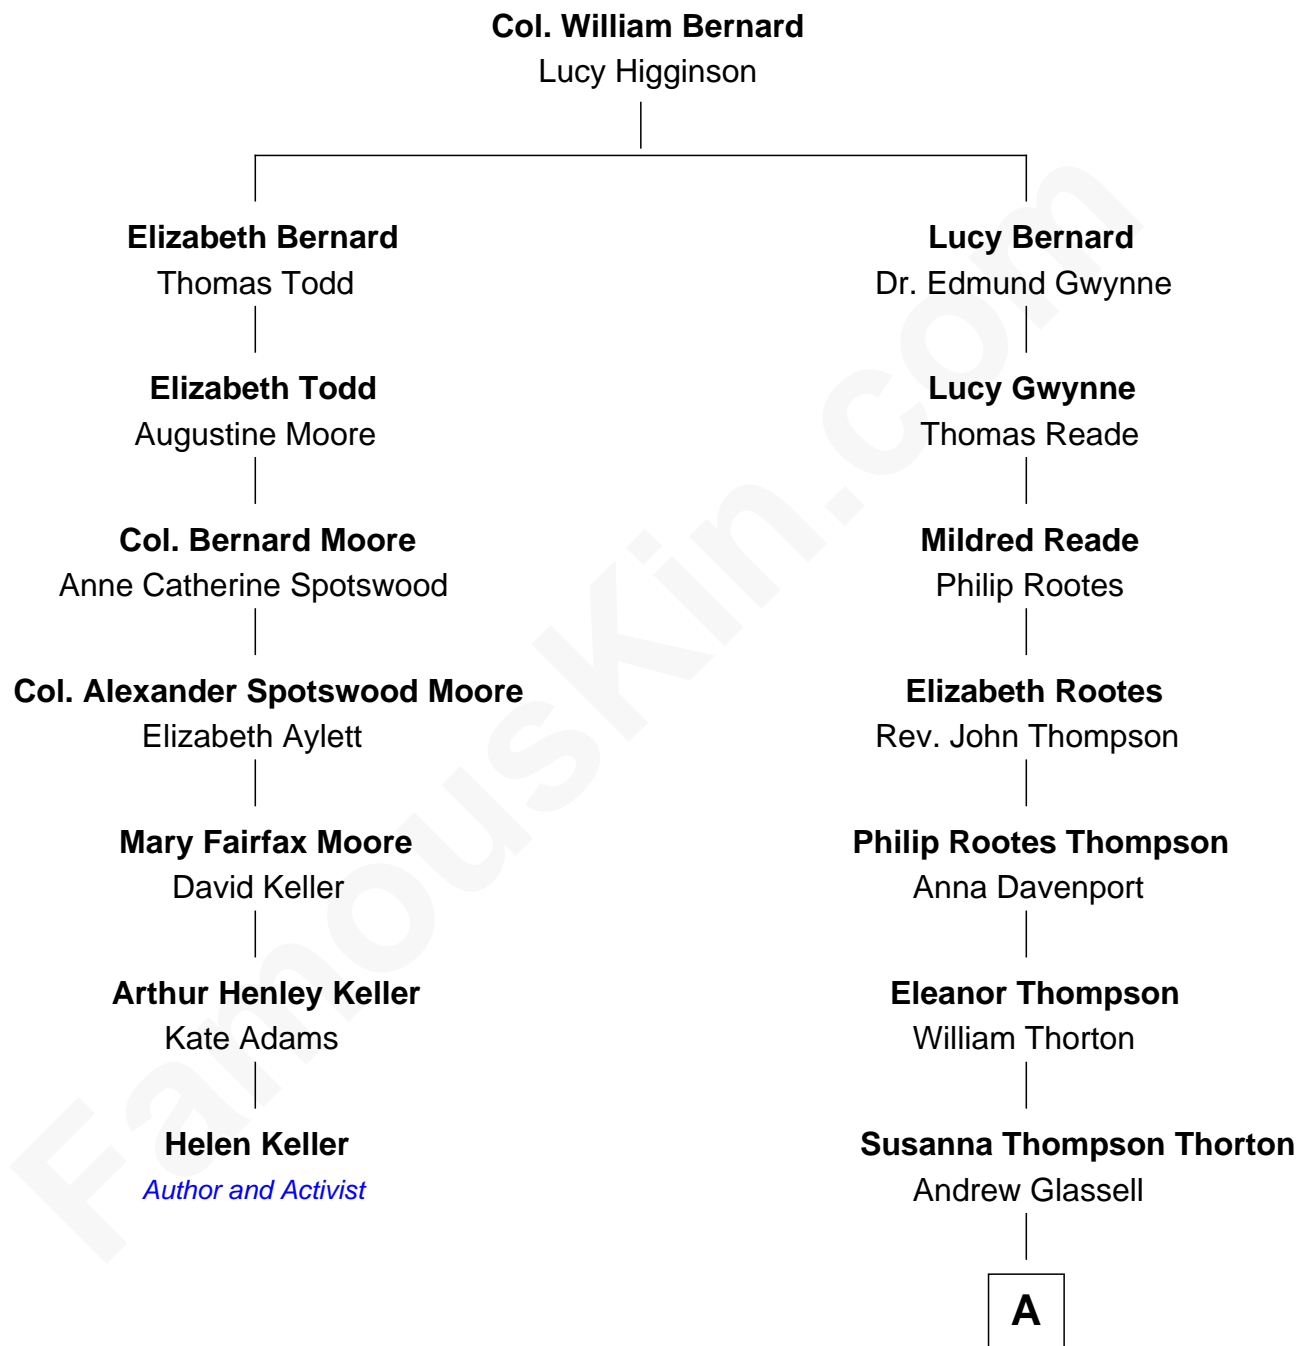 Col. William Bernard
Lucy Higginson
Elizabeth Bernard
Thomas Todd
Lucy Bernard
Dr. Edmund Gwynne
Elizabeth Todd
Augustine Moore
Lucy Gwynne
Thomas Reade
Col. Bernard Moore
Anne Catherine Spotswood
Mildred Reade
Philip Rootes
Col. Alexander Spotswood Moore
Elizabeth Aylett
Elizabeth Rootes
Rev. John Thompson
Mary Fairfax Moore
David Keller
Philip Rootes Thompson
Anna Davenport
Arthur Henley Keller
Kate Adams
Eleanor Thompson
William Thorton
Helen Keller
Author and Activist
Susanna Thompson Thorton
Andrew Glassell
A
FamousKin.com